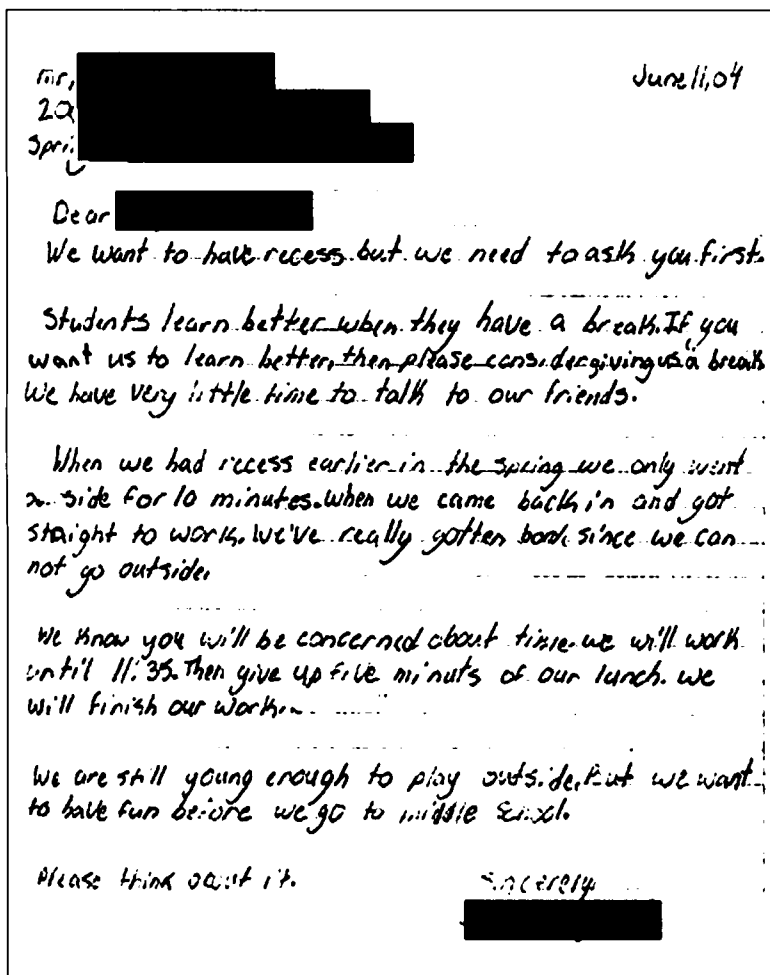 mr,
June 11, 04
20
Spri
Dear
We want to have recess but we need to ask you first.
Students learn better when they have a break. If you
want us to learn better, then please consider giving us a break
We have very little time to talk to our friends.
When we had recess earlier in the spring we only went
side for 10 minutes. When we came back in and got
staight to work. We've really gotten bord since we can
not go outside.
We know you will be concerned about time. we will work
until 11:35. Then give up five minuts of our lunch. we
will finish our work.
We are still young enough to play outside, But we want
to have fun before we go to middle School.
Please think about it.
Sincerely